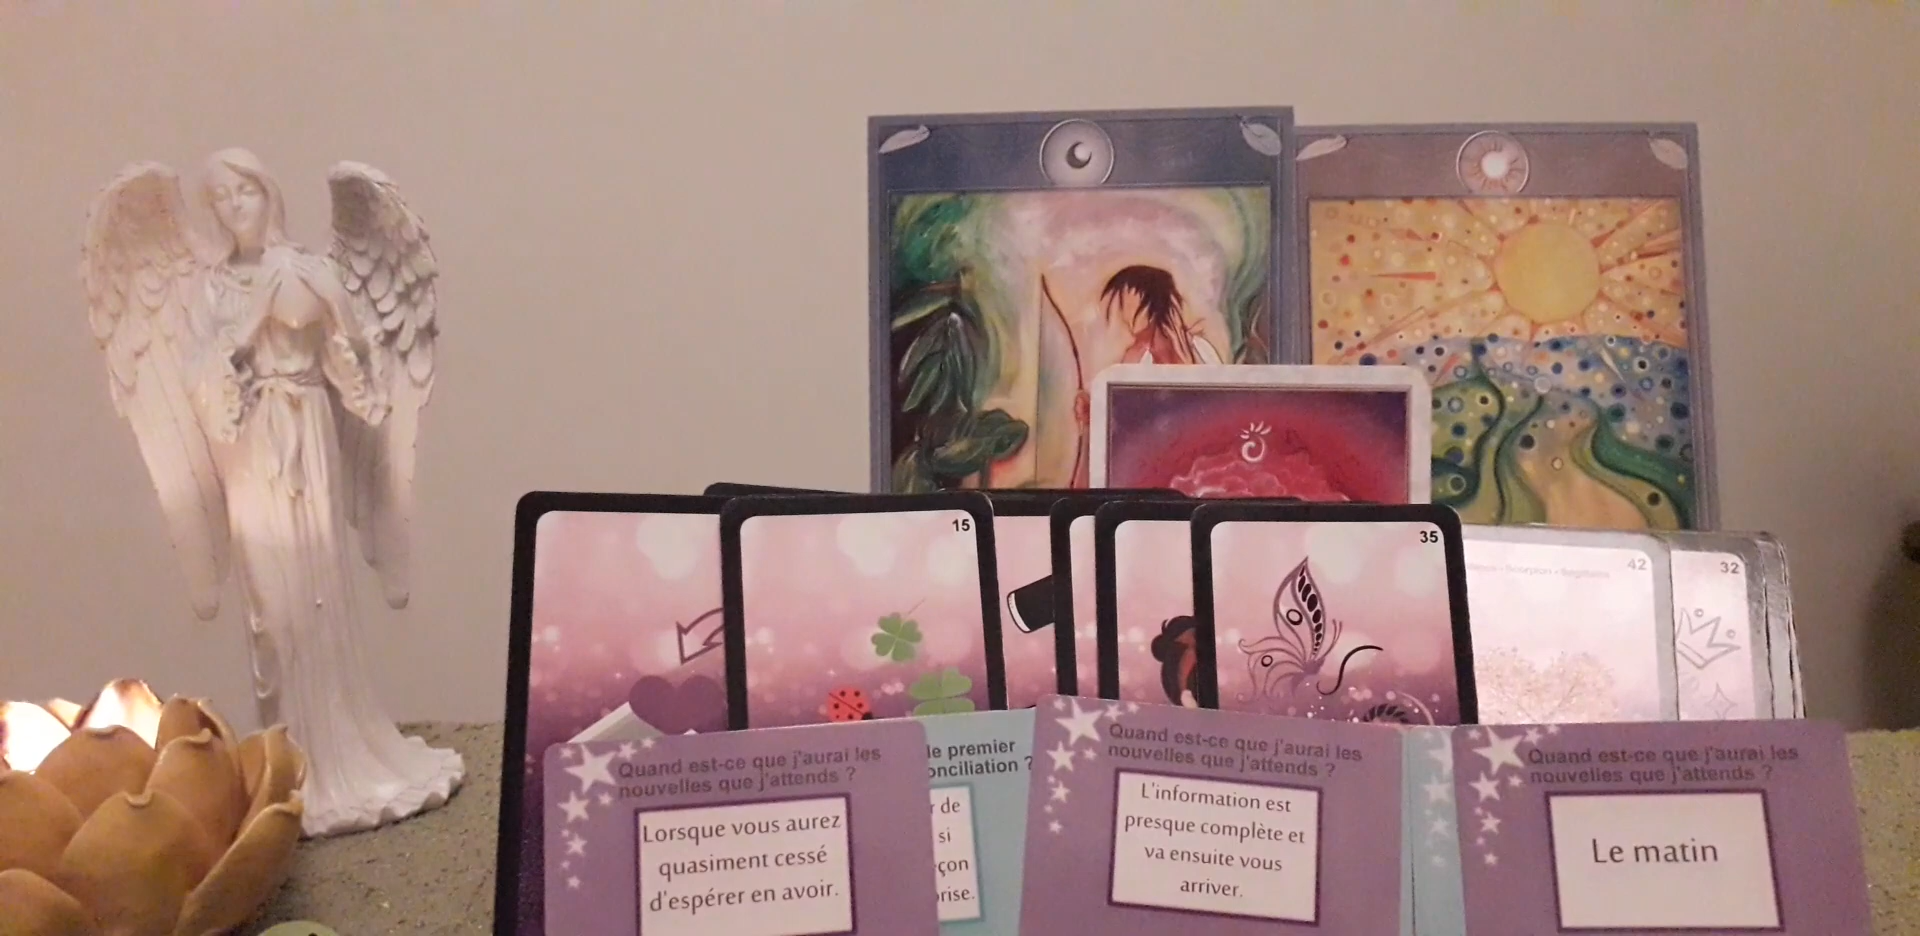 15
35
42
32
Quand est-ce que j'aurai les
nouvelles que j'attends ?
Lorsque vous aurez
quasiment cessé
d'espérer en avoir.
le premier
onciliation ?
r de
si
çon
prise.
Quand est-ce que j'aurai les
nouvelles que j'attends ?
L'information est
presque complète et
va ensuite vous
arriver.
Quand est-ce que j'aurai les
nouvelles que j'attends ?
Le matin